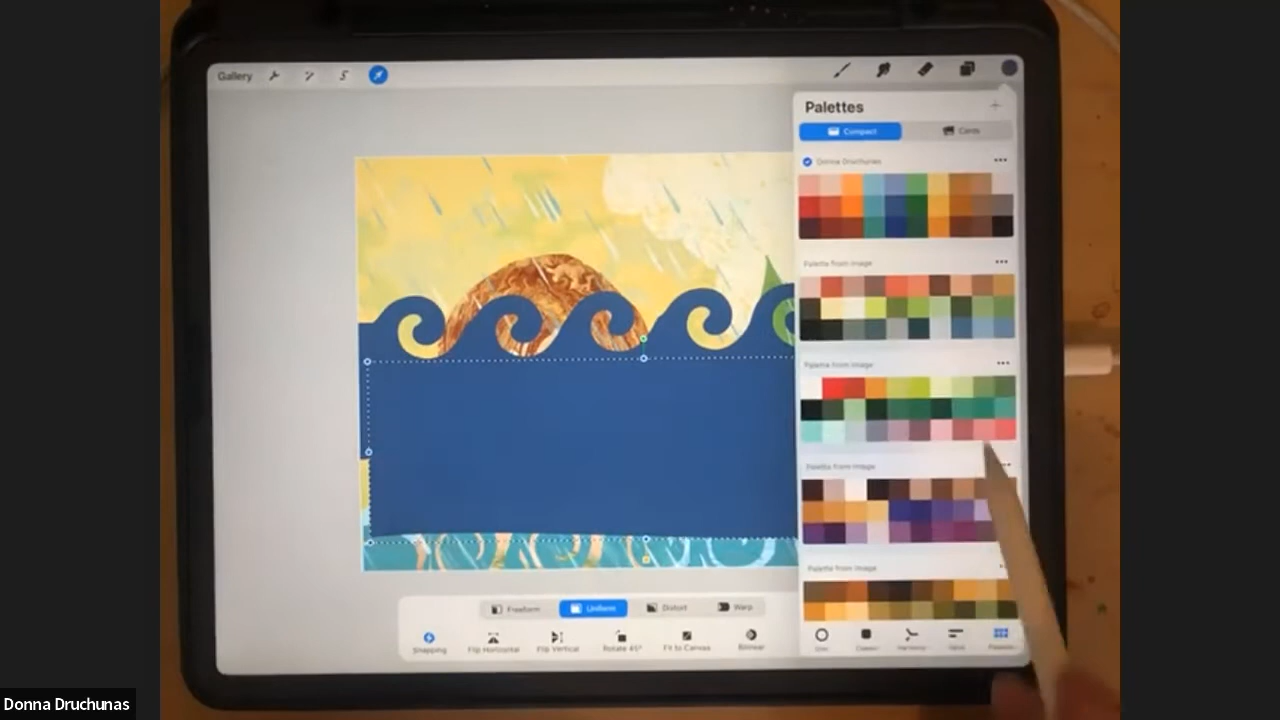 Gallery
Palettes
Compact
Cards
Donna Druchunas
Palette from image
Palette from image
Palette from image
Palette from image
Freeform
Uniform
Distort
Warp
Snapping
Flip Horizontal
Flip Vertical
Rotate 45°
Fit to Canvas
Bilinear
Disc
Classic
Harmony
Value
Palettes
Donna Druchunas